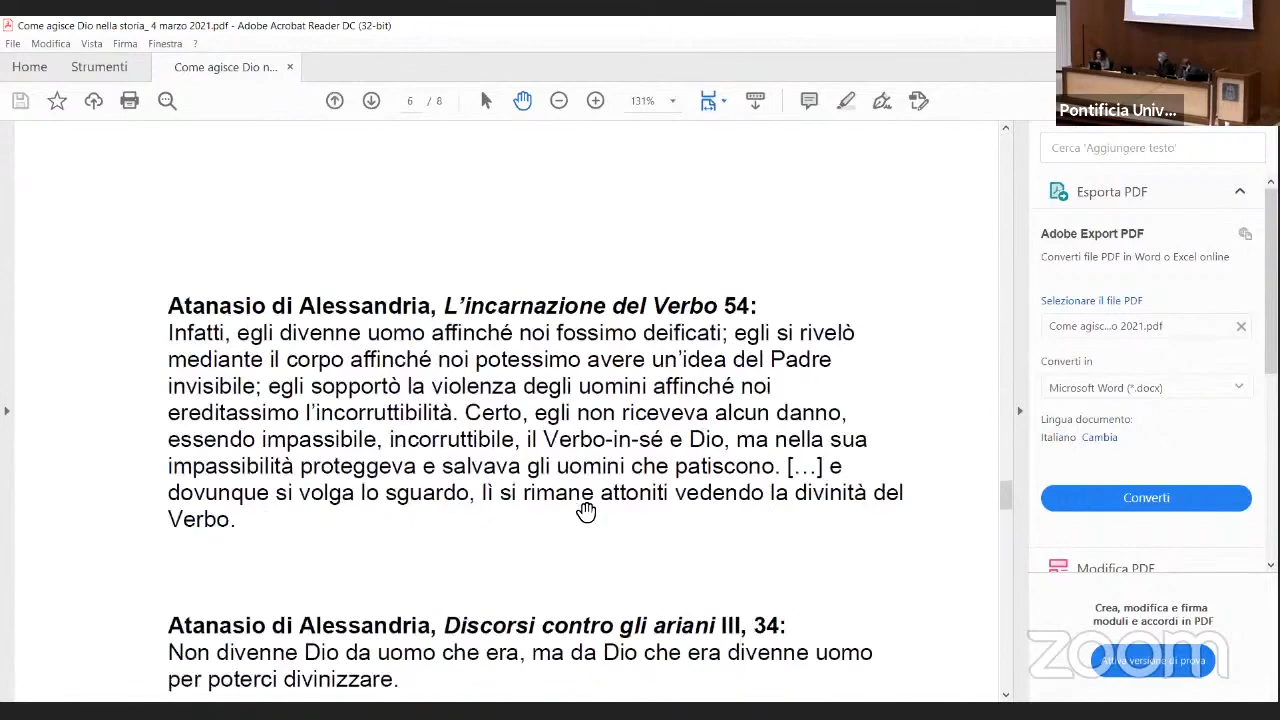 Come agisce Dio nella storia_ 4 marzo 2021.pdf - Adobe Acrobat Reader DC (32-bit)
File Modifica Vista Firma Finestra ?
Home Strumenti Come agisce Dio n... ×
6 / 8 131%
Pontificia Univ...
Cerca 'Aggiungere testo'
Esporta PDF
Adobe Export PDF
Converti file PDF in Word o Excel online
Selezionare il file PDF
Come agisc...o 2021.pdf
Converti in
Microsoft Word (*.docx)
Lingua documento:
Italiano Cambia
Converti
Modifica PDF
Crea, modifica e firma
moduli e accordi in PDF
Attiva versione di prova
zoom
Atanasio di Alessandria, L’incarnazione del Verbo 54:
Infatti, egli divenne uomo affinché noi fossimo deificati; egli si rivelò
mediante il corpo affinché noi potessimo avere un’idea del Padre
invisibile; egli sopportò la violenza degli uomini affinché noi
ereditassimo l’incorruttibilità. Certo, egli non riceveva alcun danno,
essendo impassibile, incorruttibile, il Verbo-in-sé e Dio, ma nella sua
impassibilità proteggeva e salvava gli uomini che patiscono. […] e
dovunque si volga lo sguardo, lì si rimane attoniti vedendo la divinità del
Verbo.
Atanasio di Alessandria, Discorsi contro gli ariani III, 34:
Non divenne Dio da uomo che era, ma da Dio che era divenne uomo
per poterci divinizzare.